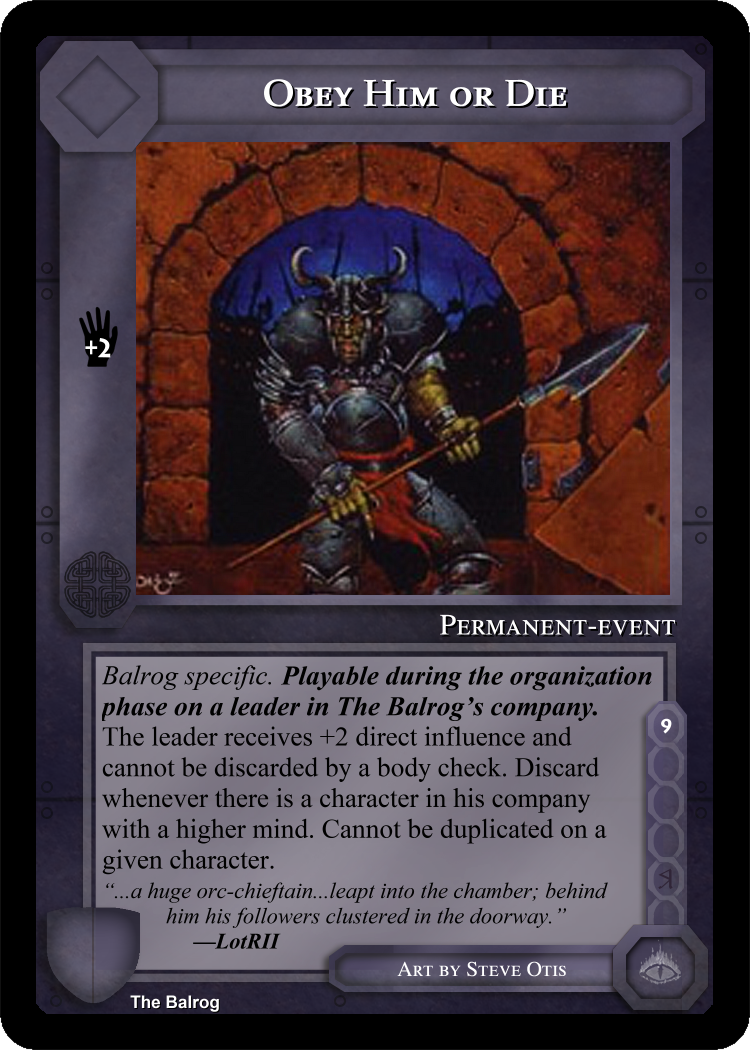 Obey Him or Die
+2
Permanent-event
Balrog specific. Playable during the organization
phase on a leader in The Balrog's company.
The leader receives +2 direct influence and
cannot be discarded by a body check. Discard
whenever there is a character in his company
with a higher mind. Cannot be duplicated on a
given character.
9
“...a huge orc-chieftain...leapt into the chamber; behind
him his followers clustered in the doorway.”
—LotRII
Art by Steve Otis
The Balrog